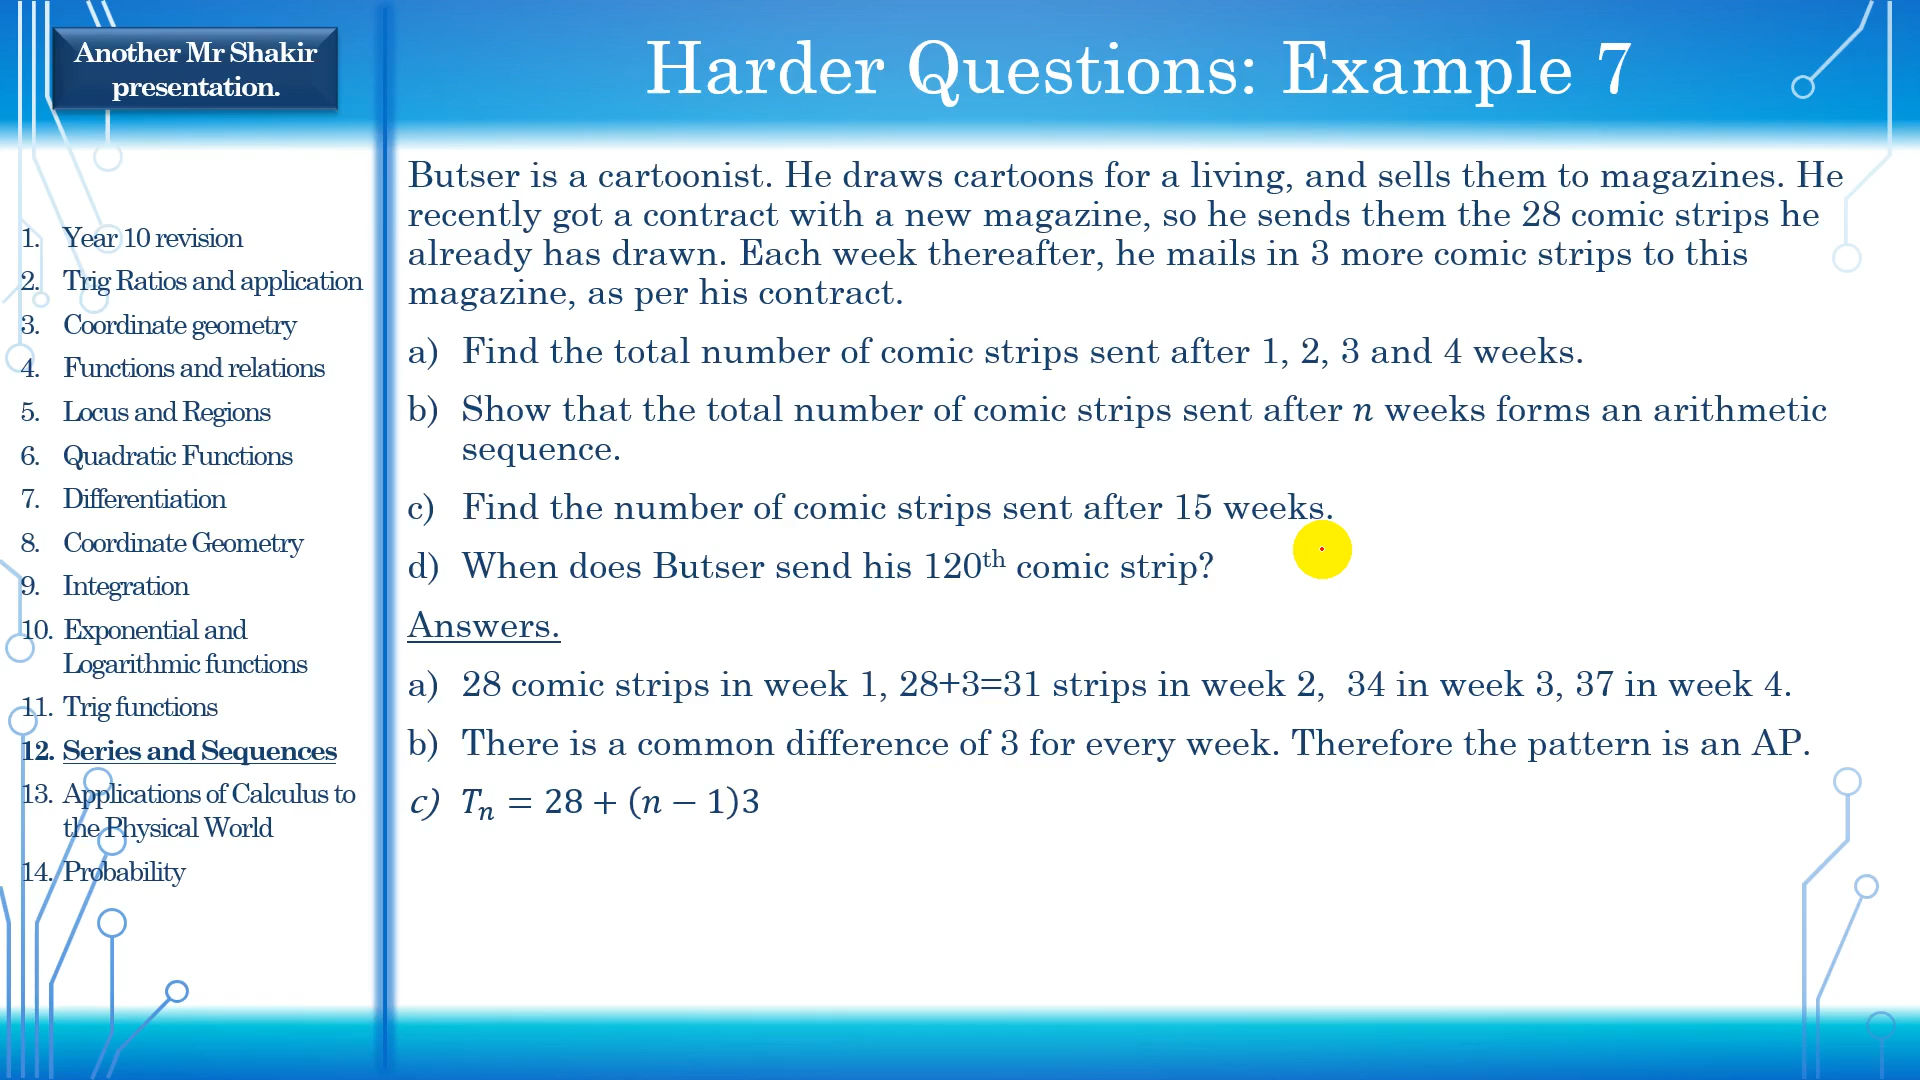 Another Mr Shakir
presentation.
Harder Questions: Example 7
1. Year 10 revision
2. Trig Ratios and application
3. Coordinate geometry
4. Functions and relations
5. Locus and Regions
6. Quadratic Functions
7. Differentiation
8. Coordinate Geometry
9. Integration
10. Exponential and
Logarithmic functions
11. Trig functions
12. Series and Sequences
13. Applications of Calculus to
the Physical World
14. Probability
Butser is a cartoonist. He draws cartoons for a living, and sells them to magazines. He
recently got a contract with a new magazine, so he sends them the 28 comic strips he
already has drawn. Each week thereafter, he mails in 3 more comic strips to this
magazine, as per his contract.
a) Find the total number of comic strips sent after 1, 2, 3 and 4 weeks.
b) Show that the total number of comic strips sent after n weeks forms an arithmetic
sequence.
c) Find the number of comic strips sent after 15 weeks.
d) When does Butser send his 120th comic strip?
Answers.
a) 28 comic strips in week 1, 28+3=31 strips in week 2, 34 in week 3, 37 in week 4.
b) There is a common difference of 3 for every week. Therefore the pattern is an AP.
c) Tₙ = 28 + (n − 1)3